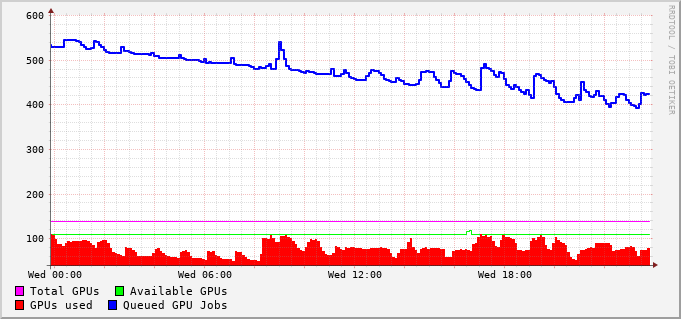 600
500
400
300
200
100
Wed 00:00 Wed 06:00 Wed 12:00 Wed 18:00
Total GPUs Available GPUs
GPUs used Queued GPU Jobs
RRDTOOL / TOBI OETIKER